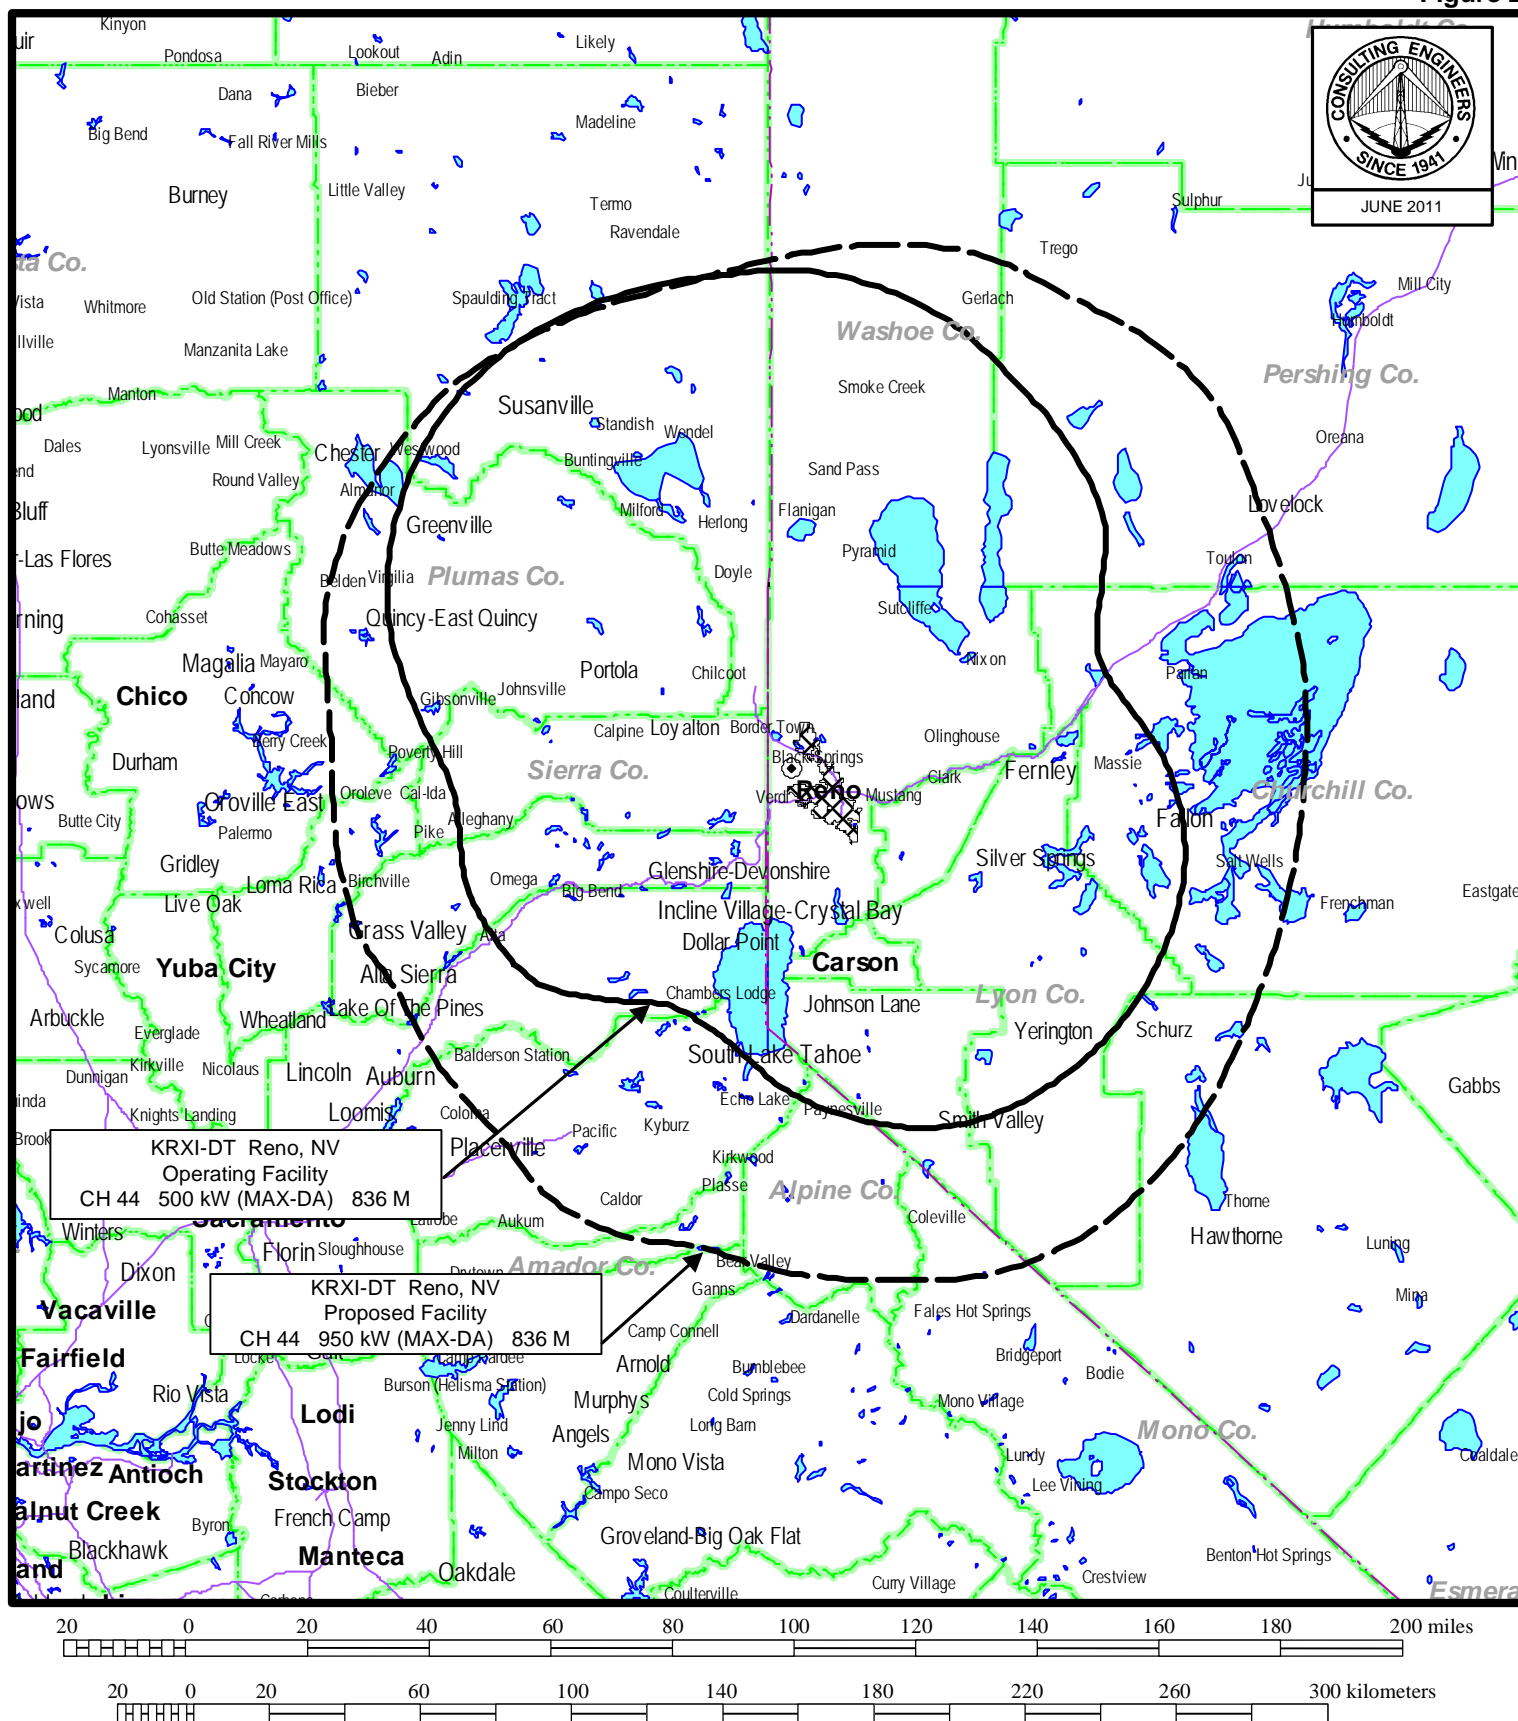 Kinyon
Lookout
Likely
Pondosa
Adin
CONSULTING ENGINEERS
SINCE 1941
JUNE 2011
Dana
Bieber
Big Bend
Fall River Mills
Madeline
Burney
Little Valley
Termo
Ravendale
Sulphur
Trego
Whitmore
Old Station (Post Office)
Spaulding Tract
Gerlach
Mill City
Humboldt
Washoe Co.
Manzanita Lake
Pershing Co.
Manton
Susanville
Smoke Creek
Standish
Wendel
Oreana
Dales
Lyonsville
Mill Creek
Chester
Westwood
Buntingville
Sand Pass
Round Valley
Almanor
Milford
Herlong
Flanigan
Lovelock
Greenville
Butte Meadows
Pyramid
Toulon
-Las Flores
Belden
Virgilia
Plumas Co.
Doyle
Cohasset
Quincy-East Quincy
Sutcliffe
Magalia
Mayaro
Portola
Chilcoot
Nixon
Parran
Chico
Concow
Gibsonville
Johnsville
Calpine
Loyalton
Border Town
Olinghouse
Berry Creek
Durham
Poverty Hill
Sierra Co.
Black Springs
Clark
Fernley
Massie
Churchill Co.
Oroville East
Oroleve
Cal-Ida
Verdi
Reno
Mustang
Butte City
Palermo
Pike
Alleghany
Fallon
Gridley
Silver Springs
Salt Wells
Loma Rica
Birchville
Omega
Big Bend
Glenshire-Devonshire
Eastgate
Live Oak
Incline Village-Crystal Bay
Frenchman
Colusa
Grass Valley
Alta
Dollar Point
Sycamore
Yuba City
Alta Sierra
Carson
Chambers Lodge
Johnson Lane
Lyon Co.
Arbuckle
Everglade
Wheatland
Lake Of The Pines
Yerington
Schurz
Kirkville
Nicolaus
Balderson Station
South Lake Tahoe
Dunnigan
Lincoln
Auburn
Gabbs
Knights Landing
Loomis
Coloma
Echo Lake
Paynesville
Smith Valley
Placerville
Pacific
Kyburz
KRXI-DT Reno, NV
Operating Facility
CH 44 500 kW (MAX-DA) 836 M
Kirkwood
Plasse
Alpine Co.
Caldor
Thorne
Sacramento
Latrobe
Aukum
Coleville
Winters
Florin
Sloughhouse
Hawthorne
Luning
Dixon
Drytown
Amador Co.
Bear Valley
KRXI-DT Reno, NV
Proposed Facility
CH 44 950 kW (MAX-DA) 836 M
Ganns
Mina
Vacaville
Dardanelle
Fales Hot Springs
Camp Connell
Fairfield
Locke
Galt
Camp Pardee
Arnold
Bumblebee
Bridgeport
Bodie
Rio Vista
Burson (Helisma Station)
Murphys
Cold Springs
Mono Village
Lodi
Jenny Lind
Angels
Long Barn
Mono Co.
Milton
Mono Vista
Lundy
Coaldale
Antioch
Stockton
Campo Seco
Lee Vining
Byron
French Camp
Groveland-Big Oak Flat
Blackhawk
Manteca
Oakdale
Benton Hot Springs
Coulterville
Curry Village
Crestview
20 0 20 40 60 80 100 120 140 160 180 200 miles
20 0 20 60 100 140 180 220 260 300 kilometers